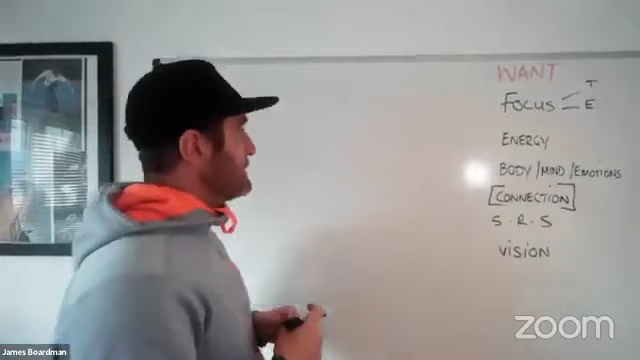 WANT
T
FOCUS < E
ENERGY
BODY/MIND/EMOTIONS
[CONNECTION]
S.R.S
VISION
zoom
James Boardman